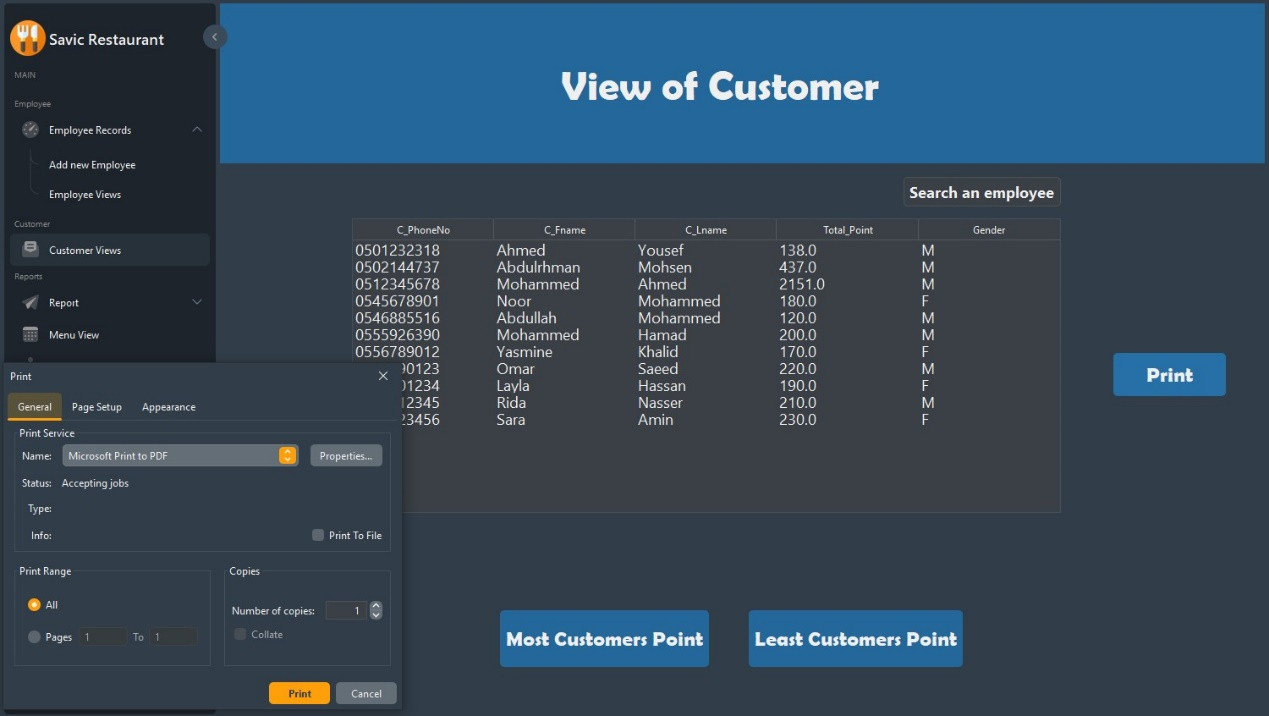 Savic Restaurant
MAIN
Employee
Employee Records
Add new Employee
Employee Views
Customer
Customer Views
Reports
Report
Menu View
View of Customer
Search an employee
C_PhoneNo C_Fname C_Lname Total_Point Gender
0501232318 Ahmed Yousef 138.0 M
0502144737 Abdulrhman Mohsen 437.0 M
0512345678 Mohammed Ahmed 2151.0 M
0545678901 Noor Mohammed 180.0 F
0546885516 Abdullah Mohammed 120.0 M
0555926390 Mohammed Hamad 200.0 M
0556789012 Yasmine Khalid 170.0 F
90123 Omar Saeed 220.0 M
01234 Layla Hassan 190.0 F
12345 Rida Nasser 210.0 M
23456 Sara Amin 230.0 F
Print
Most Customers Point Least Customers Point
Print
General Page Setup Appearance
Print Service
Name: Microsoft Print to PDF Properties...
Status: Accepting jobs
Type:
Info: Print To File
Print Range
All
Pages 1 To 1
Copies
Number of copies: 1
Collate
Print Cancel